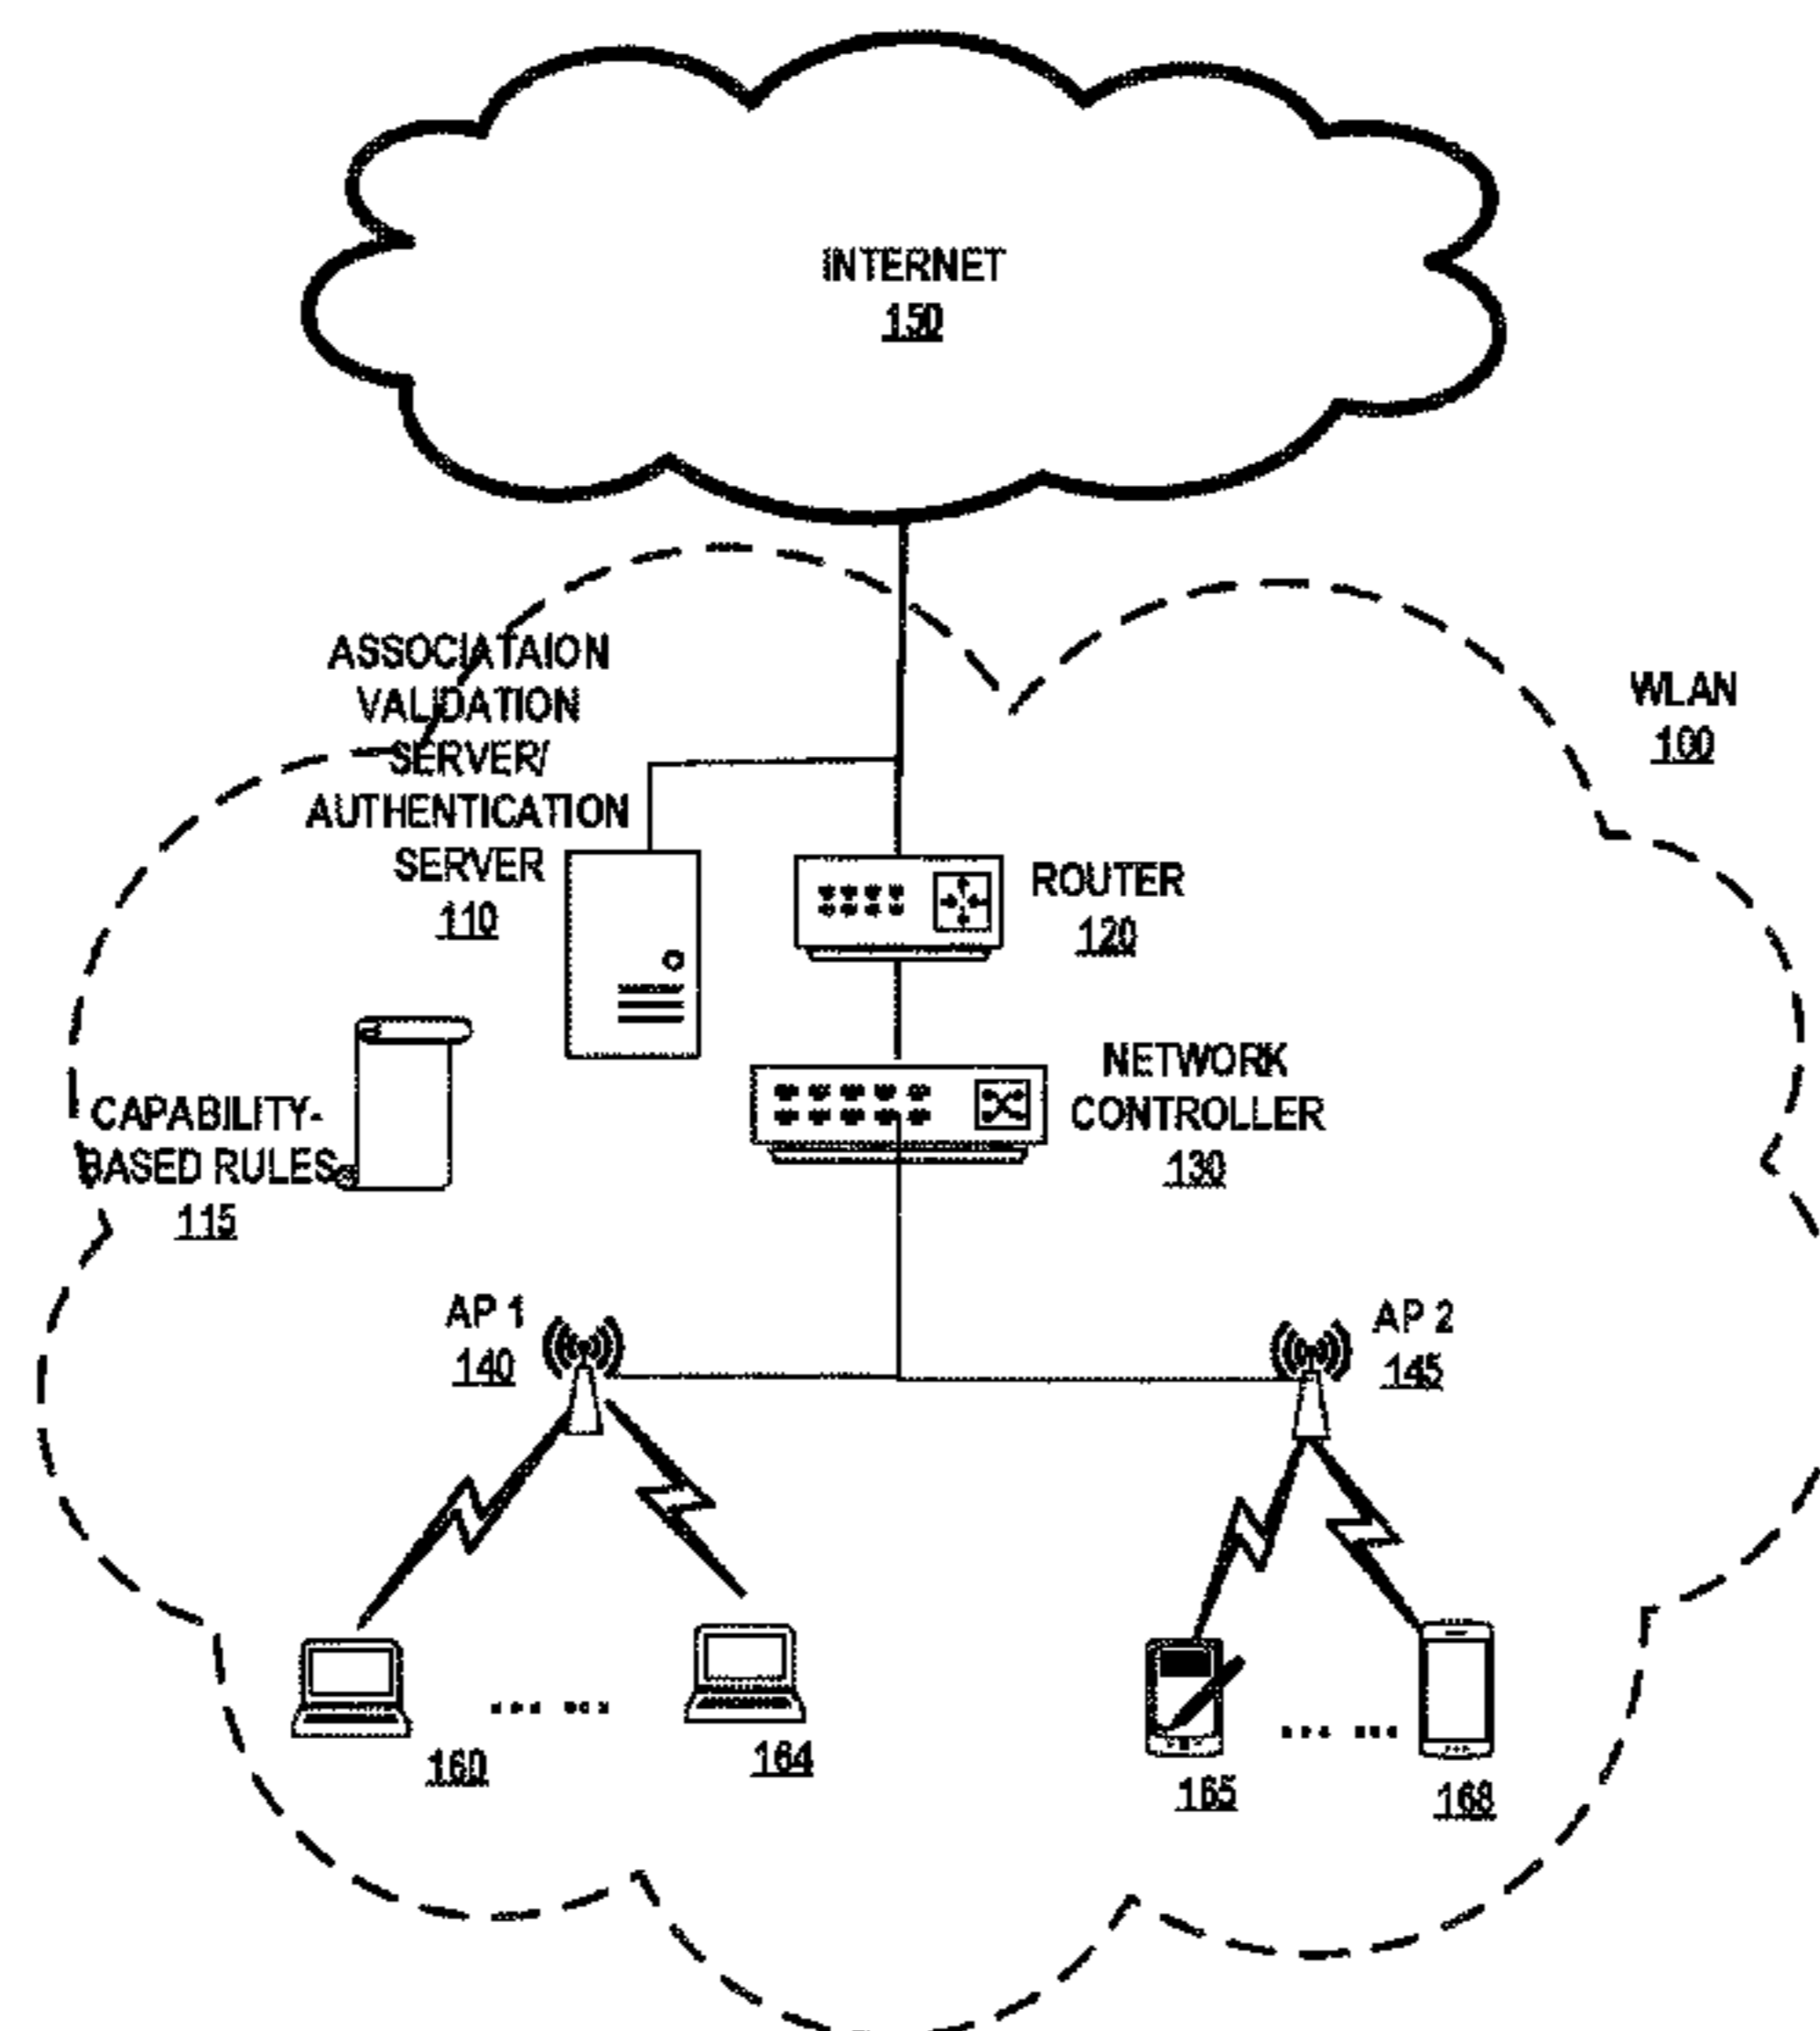 INTERNET
150
ASSOCIATAION
VALIDATION
SERVER/
AUTHENTICATION
SERVER
110
WLAN
100
ROUTER
120
NETWORK
CONTROLLER
130
CAPABILITY-
BASED RULES
115
AP 1
140
AP 2
145
160
164
165
168